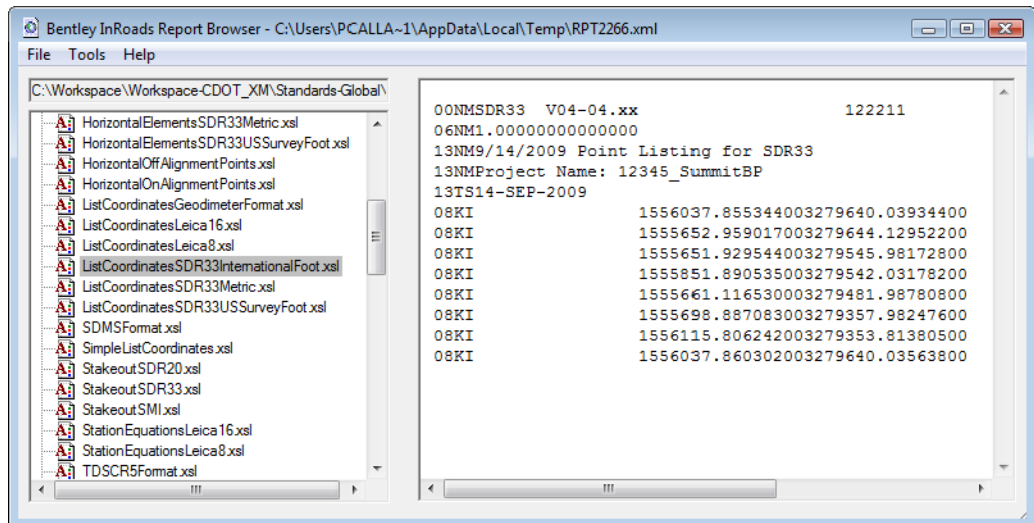 Bentley InRoads Report Browser - C:\Users\PCALLA~1\AppData\Local\Temp\RPT2266.xml
File Tools Help
C:\Workspace\Workspace-CDOT_XM\Standards-Global\
HorizontalElementsSDR33Metric.xsl
HorizontalElementsSDR33USSurveyFoot.xsl
HorizontalOffAlignmentPoints.xsl
HorizontalOnAlignmentPoints.xsl
ListCoordinatesGeodimeterFormat.xsl
ListCoordinatesLeica16.xsl
ListCoordinatesLeica8.xsl
ListCoordinatesSDR33InternationalFoot.xsl
ListCoordinatesSDR33Metric.xsl
ListCoordinatesSDR33USSurveyFoot.xsl
SDMSFormat.xsl
SimpleListCoordinates.xsl
StakeoutSDR20.xsl
StakeoutSDR33.xsl
StakeoutSMI.xsl
StationEquationsLeica16.xsl
StationEquationsLeica8.xsl
TDSCR5Format.xsl
00NMSDR33 V04-04.xx 122211
06NM1.00000000000000
13NM9/14/2009 Point Listing for SDR33
13NMProject Name: 12345_SummitBP
13TS14-SEP-2009
08KI 1556037.855344003279640.03934400
08KI 1555652.959017003279644.12952200
08KI 1555651.929544003279545.98172800
08KI 1555851.890535003279542.03178200
08KI 1555661.116530003279481.98780800
08KI 1555698.887083003279357.98247600
08KI 1556115.806242003279353.81380500
08KI 1556037.860302003279640.03563800